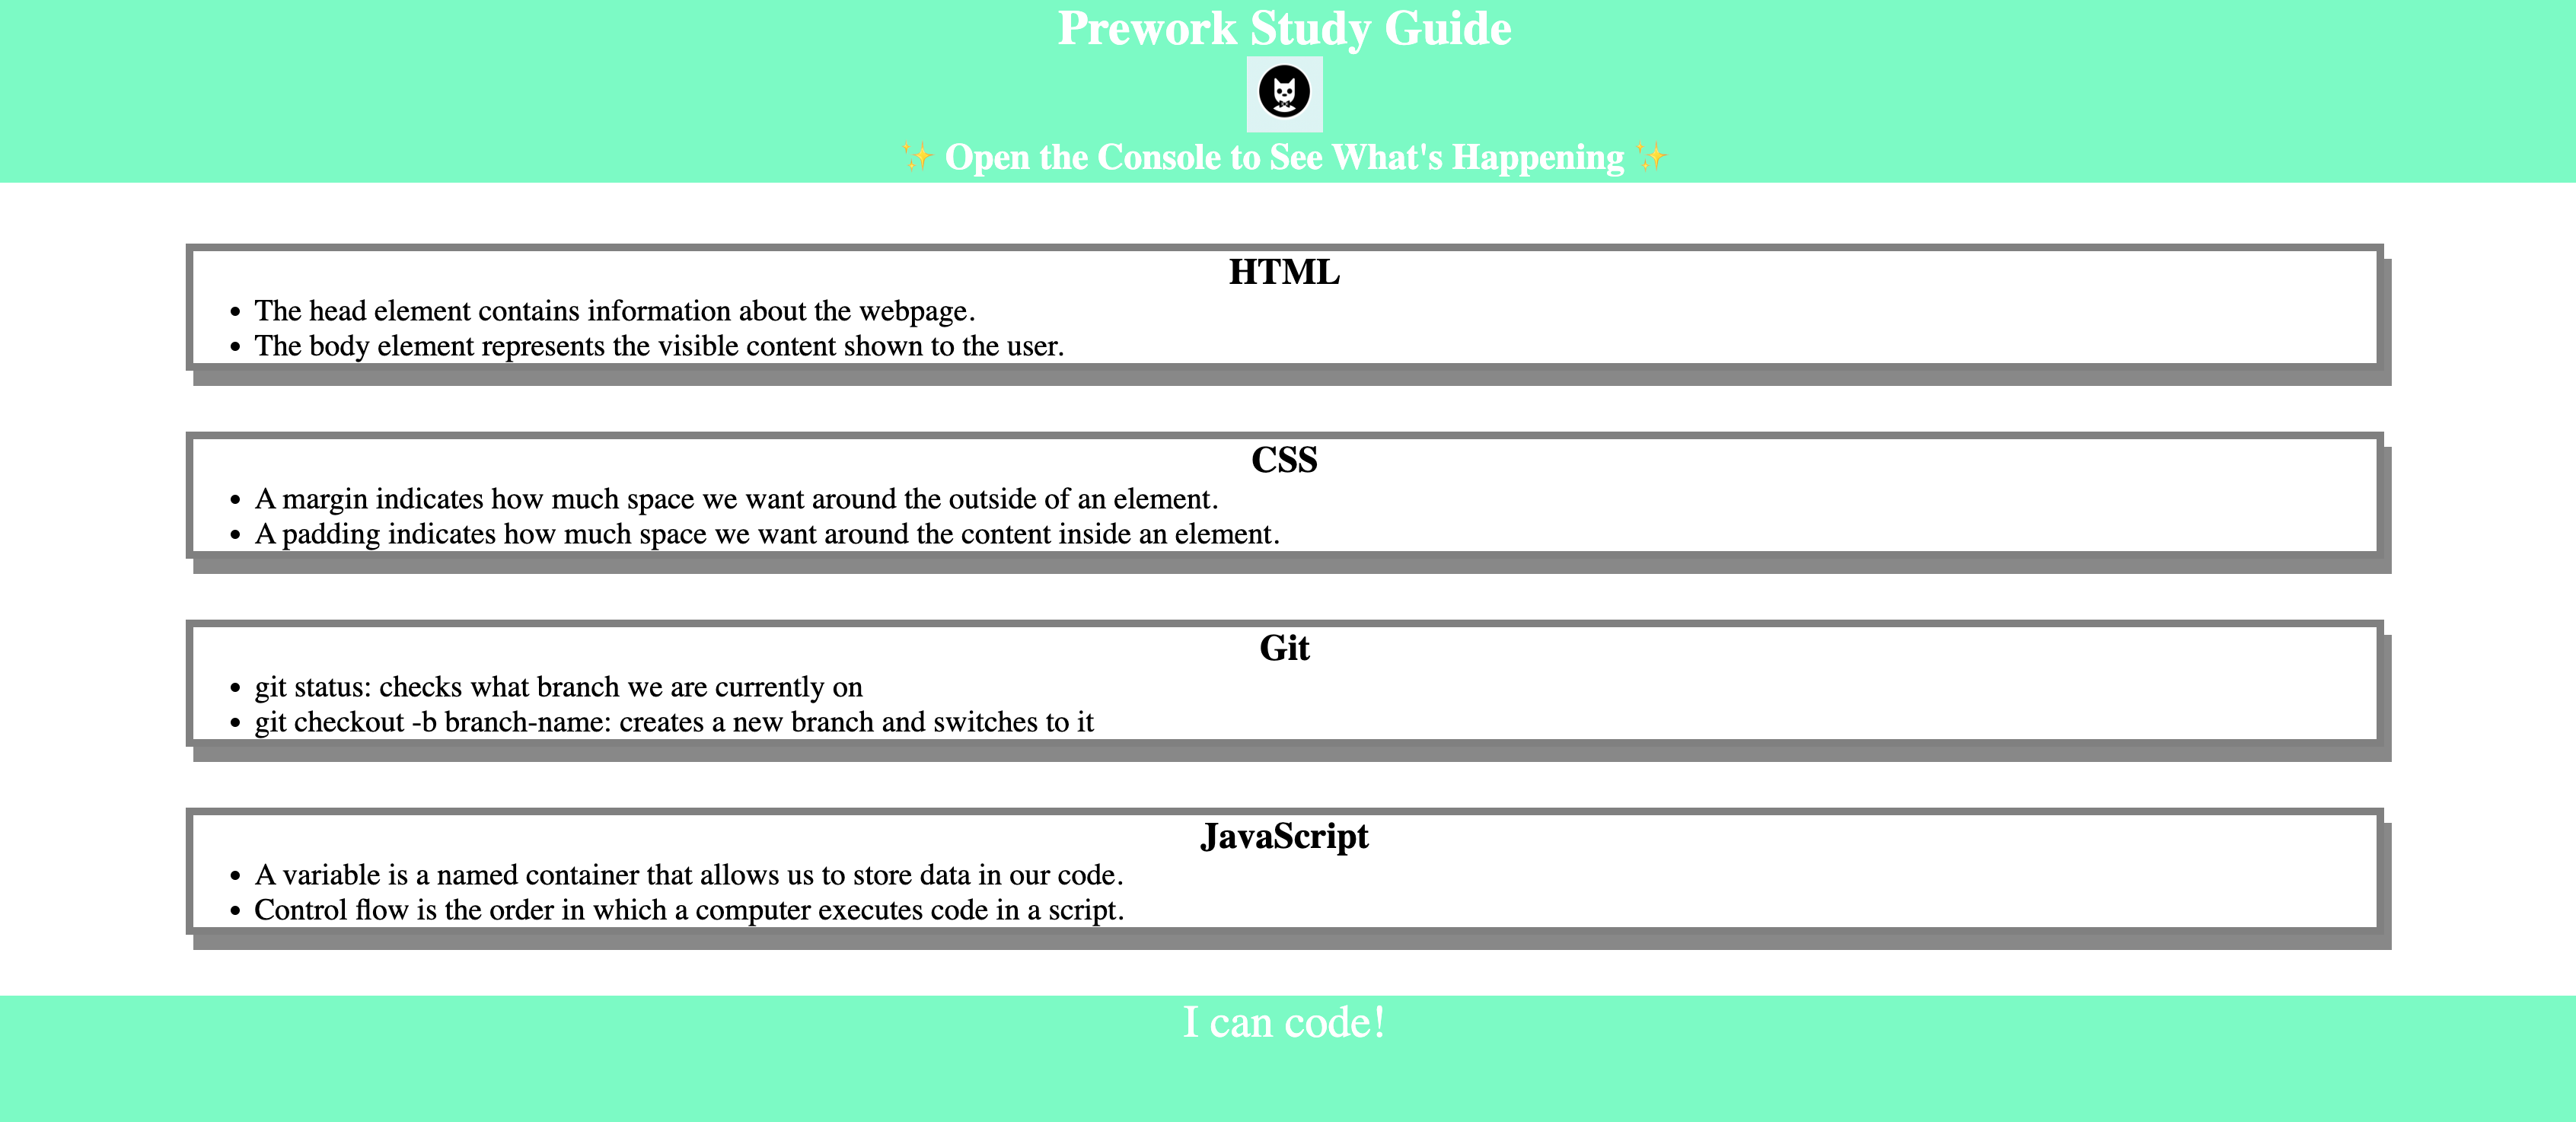 Prework Study Guide
✨ Open the Console to See What's Happening ✨
HTML
• The head element contains information about the webpage.
• The body element represents the visible content shown to the user.
CSS
• A margin indicates how much space we want around the outside of an element.
• A padding indicates how much space we want around the content inside an element.
Git
• git status: checks what branch we are currently on
• git checkout -b branch-name: creates a new branch and switches to it
JavaScript
• A variable is a named container that allows us to store data in our code.
• Control flow is the order in which a computer executes code in a script.
I can code!